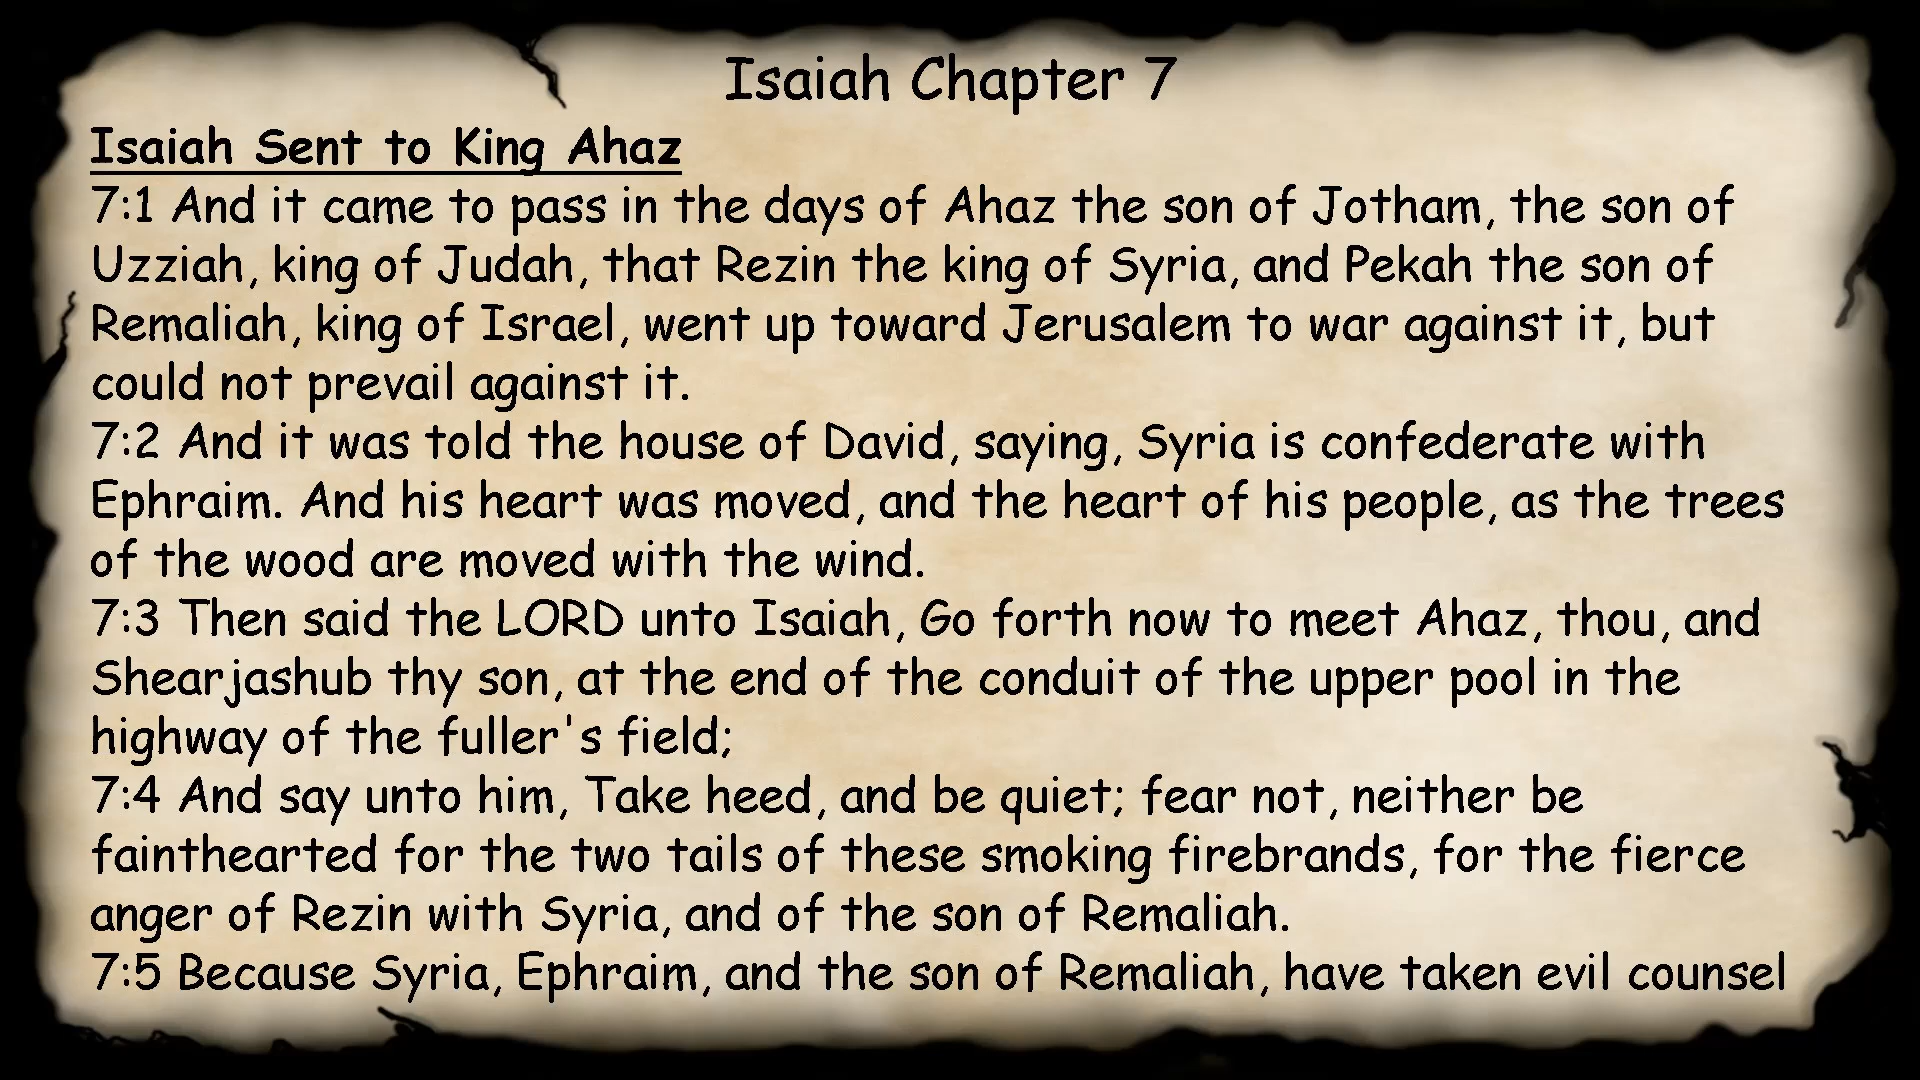 Isaiah Chapter 7
Isaiah Sent to King Ahaz
7:1 And it came to pass in the days of Ahaz the son of Jotham, the son of
Uzziah, king of Judah, that Rezin the king of Syria, and Pekah the son of
Remaliah, king of Israel, went up toward Jerusalem to war against it, but
could not prevail against it.
7:2 And it was told the house of David, saying, Syria is confederate with
Ephraim. And his heart was moved, and the heart of his people, as the trees
of the wood are moved with the wind.
7:3 Then said the LORD unto Isaiah, Go forth now to meet Ahaz, thou, and
Shearjashub thy son, at the end of the conduit of the upper pool in the
highway of the fuller's field;
7:4 And say unto him, Take heed, and be quiet; fear not, neither be
fainthearted for the two tails of these smoking firebrands, for the fierce
anger of Rezin with Syria, and of the son of Remaliah.
7:5 Because Syria, Ephraim, and the son of Remaliah, have taken evil counsel